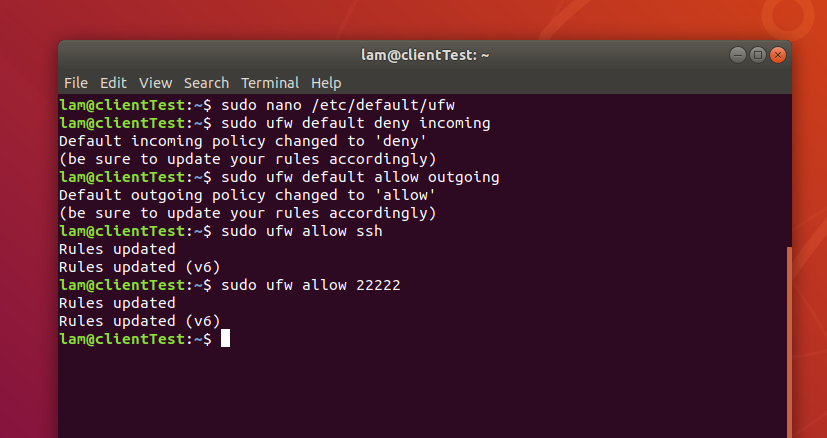 lam@clientTest: ~
File Edit View Search Terminal Help
lam@clientTest:~$ sudo nano /etc/default/ufw
lam@clientTest:~$ sudo ufw default deny incoming
Default incoming policy changed to 'deny'
(be sure to update your rules accordingly)
lam@clientTest:~$ sudo ufw default allow outgoing
Default outgoing policy changed to 'allow'
(be sure to update your rules accordingly)
lam@clientTest:~$ sudo ufw allow ssh
Rules updated
Rules updated (v6)
lam@clientTest:~$ sudo ufw allow 22222
Rules updated
Rules updated (v6)
lam@clientTest:~$